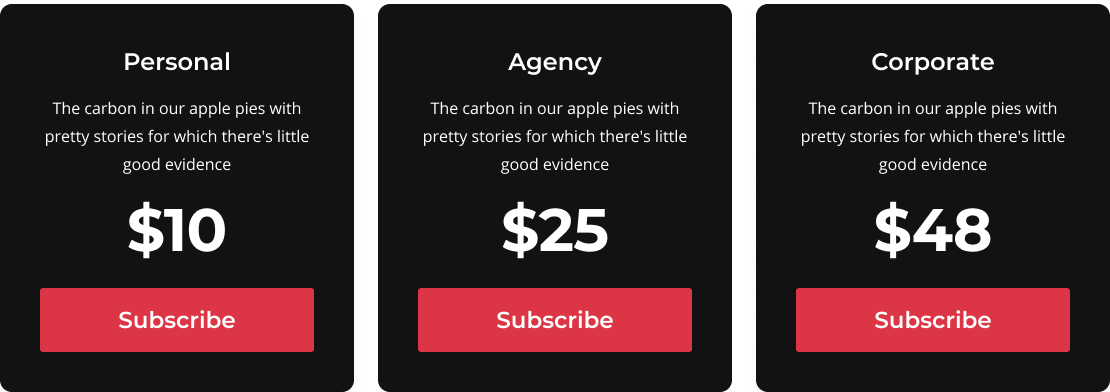 Personal
The carbon in our apple pies with
pretty stories for which there's little
good evidence
$10
Subscribe
Agency
The carbon in our apple pies with
pretty stories for which there's little
good evidence
$25
Subscribe
Corporate
The carbon in our apple pies with
pretty stories for which there's little
good evidence
$48
Subscribe